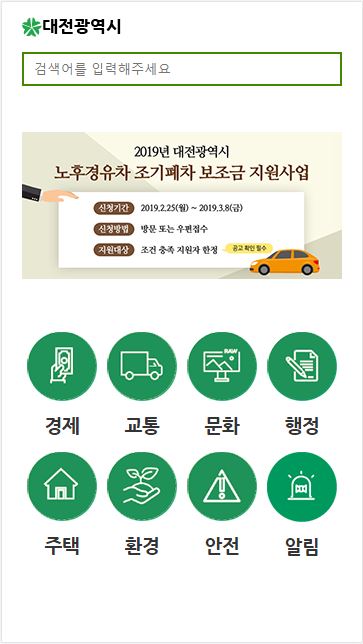 대전광역시
검색어를 입력해주세요
2019년 대전광역시
노후경유차 조기폐차 보조금 지원사업
신청기간 2019.2.25(월) ~ 2019.3.8(금)
신청방법 방문 또는 우편접수
지원대상 조건 충족 지원자 한정 공고 확인 필수
RAW
경제 교통 문화 행정
주택 환경 안전 알림